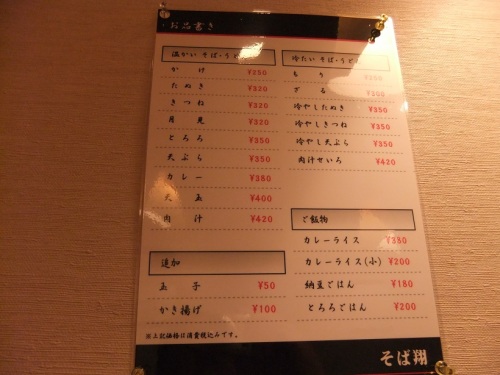 お品書き
温かい そば・うどん
かけ ¥250
たぬき ¥320
きつね ¥320
月見 ¥320
とろろ ¥350
天ぷら ¥350
カレー ¥380
天玉 ¥400
肉汁 ¥420
追加
玉子 ¥50
かき揚げ ¥100
※上記価格は消費税込みです。
冷たい そば・うどん
もり ¥250
ざる
冷やしたぬき ¥350
冷やしきつね ¥350
冷やし天ぷら ¥350
肉汁せいろ ¥420
ご飯物
カレーライス ¥330
カレーライス(小) ¥200
納豆ごはん ¥180
とろろごはん ¥200
そば翔